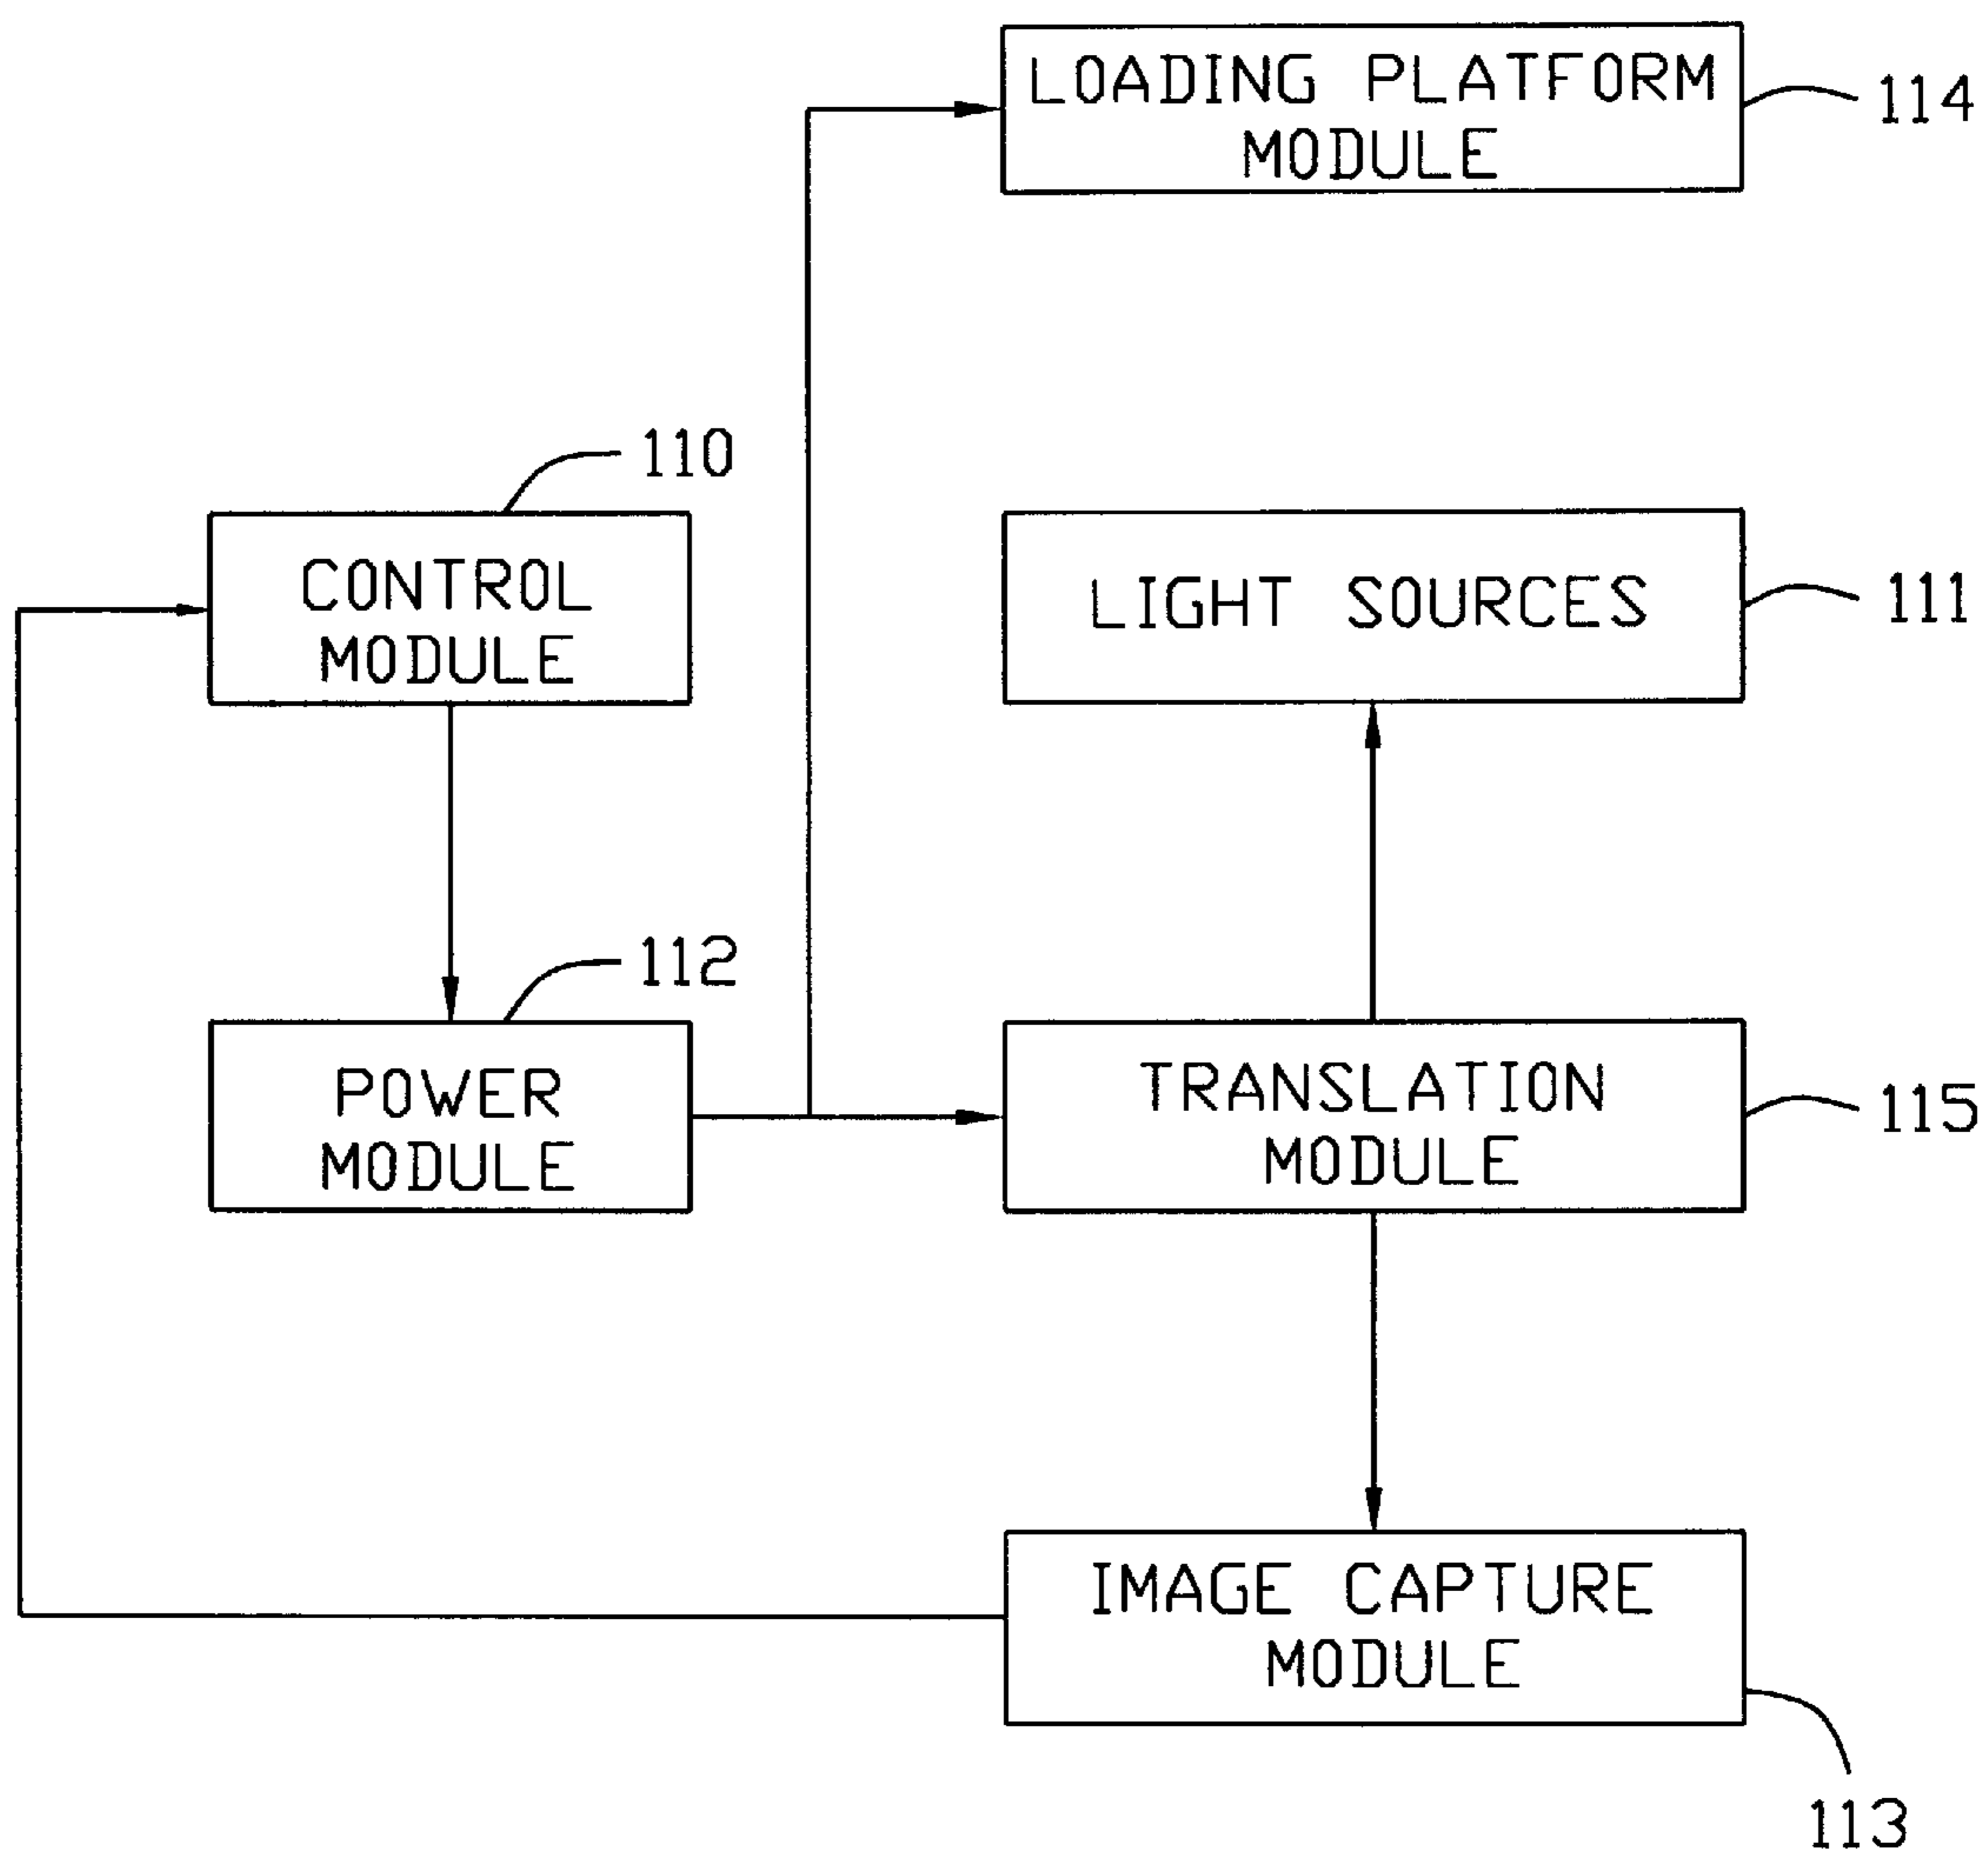 LOADING PLATFORM
MODULE
114
110
CONTROL
MODULE
LIGHT SOURCES
111
112
POWER
MODULE
TRANSLATION
MODULE
115
IMAGE CAPTURE
MODULE
113